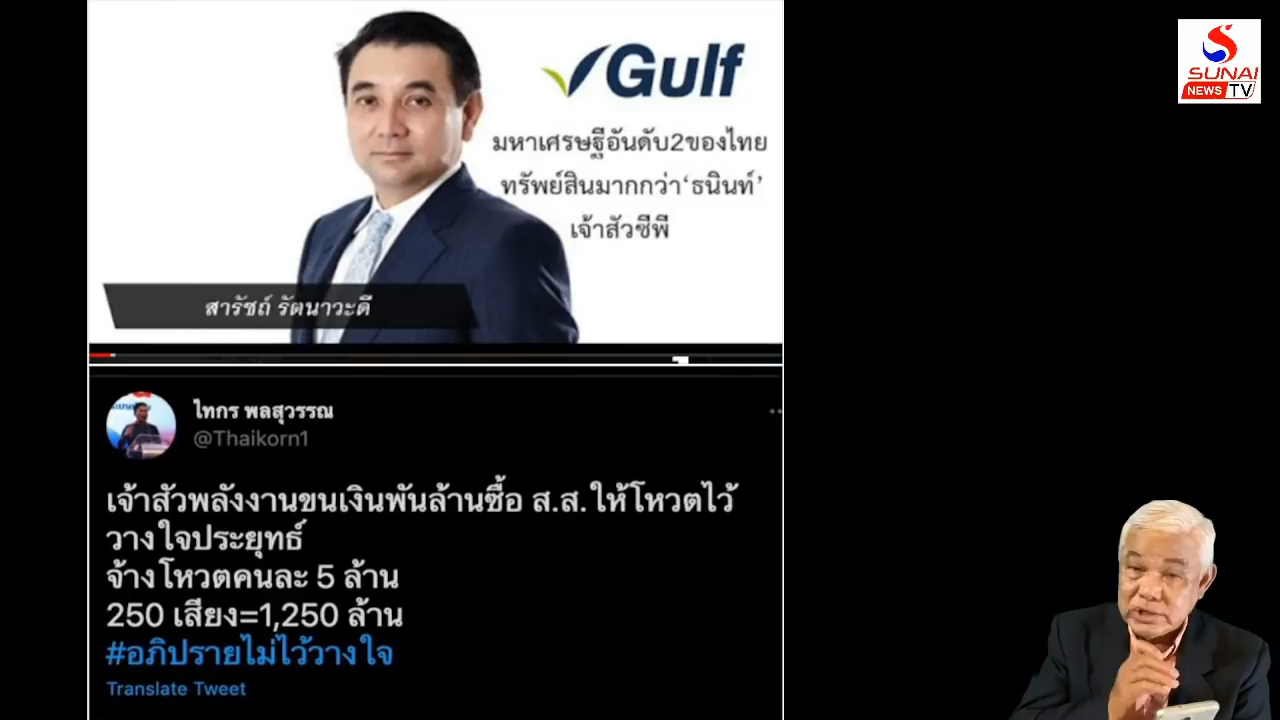 Gulf
มหาเศรษฐีอันดับ2ของไทย
ทรัพย์สินมากกว่า‘ธนินท์’
เจ้าสัวซีพี
สารัชถ์ รัตนาวะดี
SUNAI
NEWS TV
ไทกร พลสุวรรณ
@Thaikorn1
เจ้าสัวพลังงานขนเงินพันล้านซื้อ ส.ส.ให้โหวตไว้
วางใจประยุทธ์
จ้างโหวตคนละ 5 ล้าน
250 เสียง=1,250 ล้าน
#อภิปรายไม่ไว้วางใจ
Translate Tweet